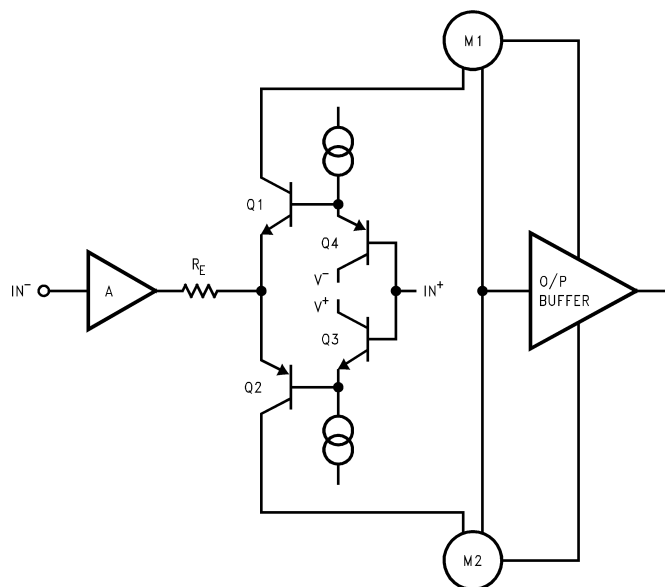 M1
Q1
Q4
IN⁻
A
R_E
V⁻
V⁺
IN⁺
O/P
BUFFER
Q3
Q2
M2